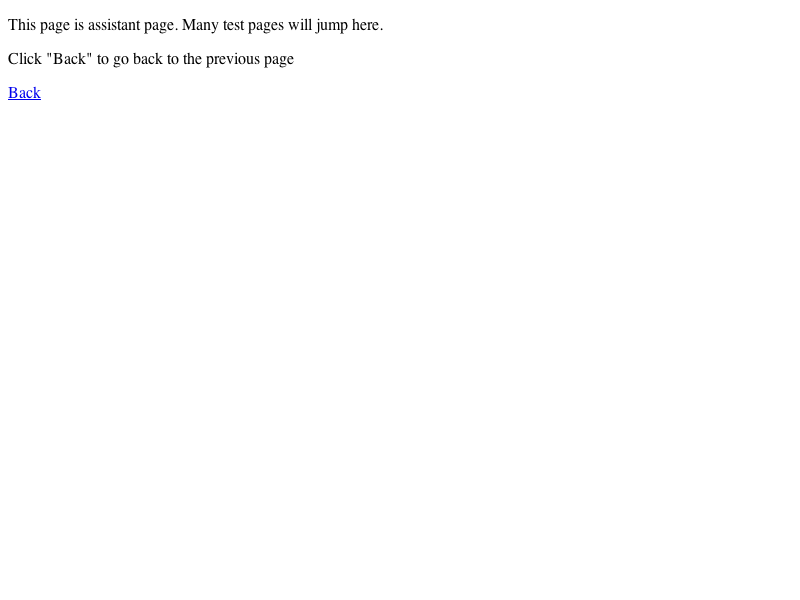 This page is assistant page. Many test pages will jump here.
Click "Back" to go back to the previous page
Back